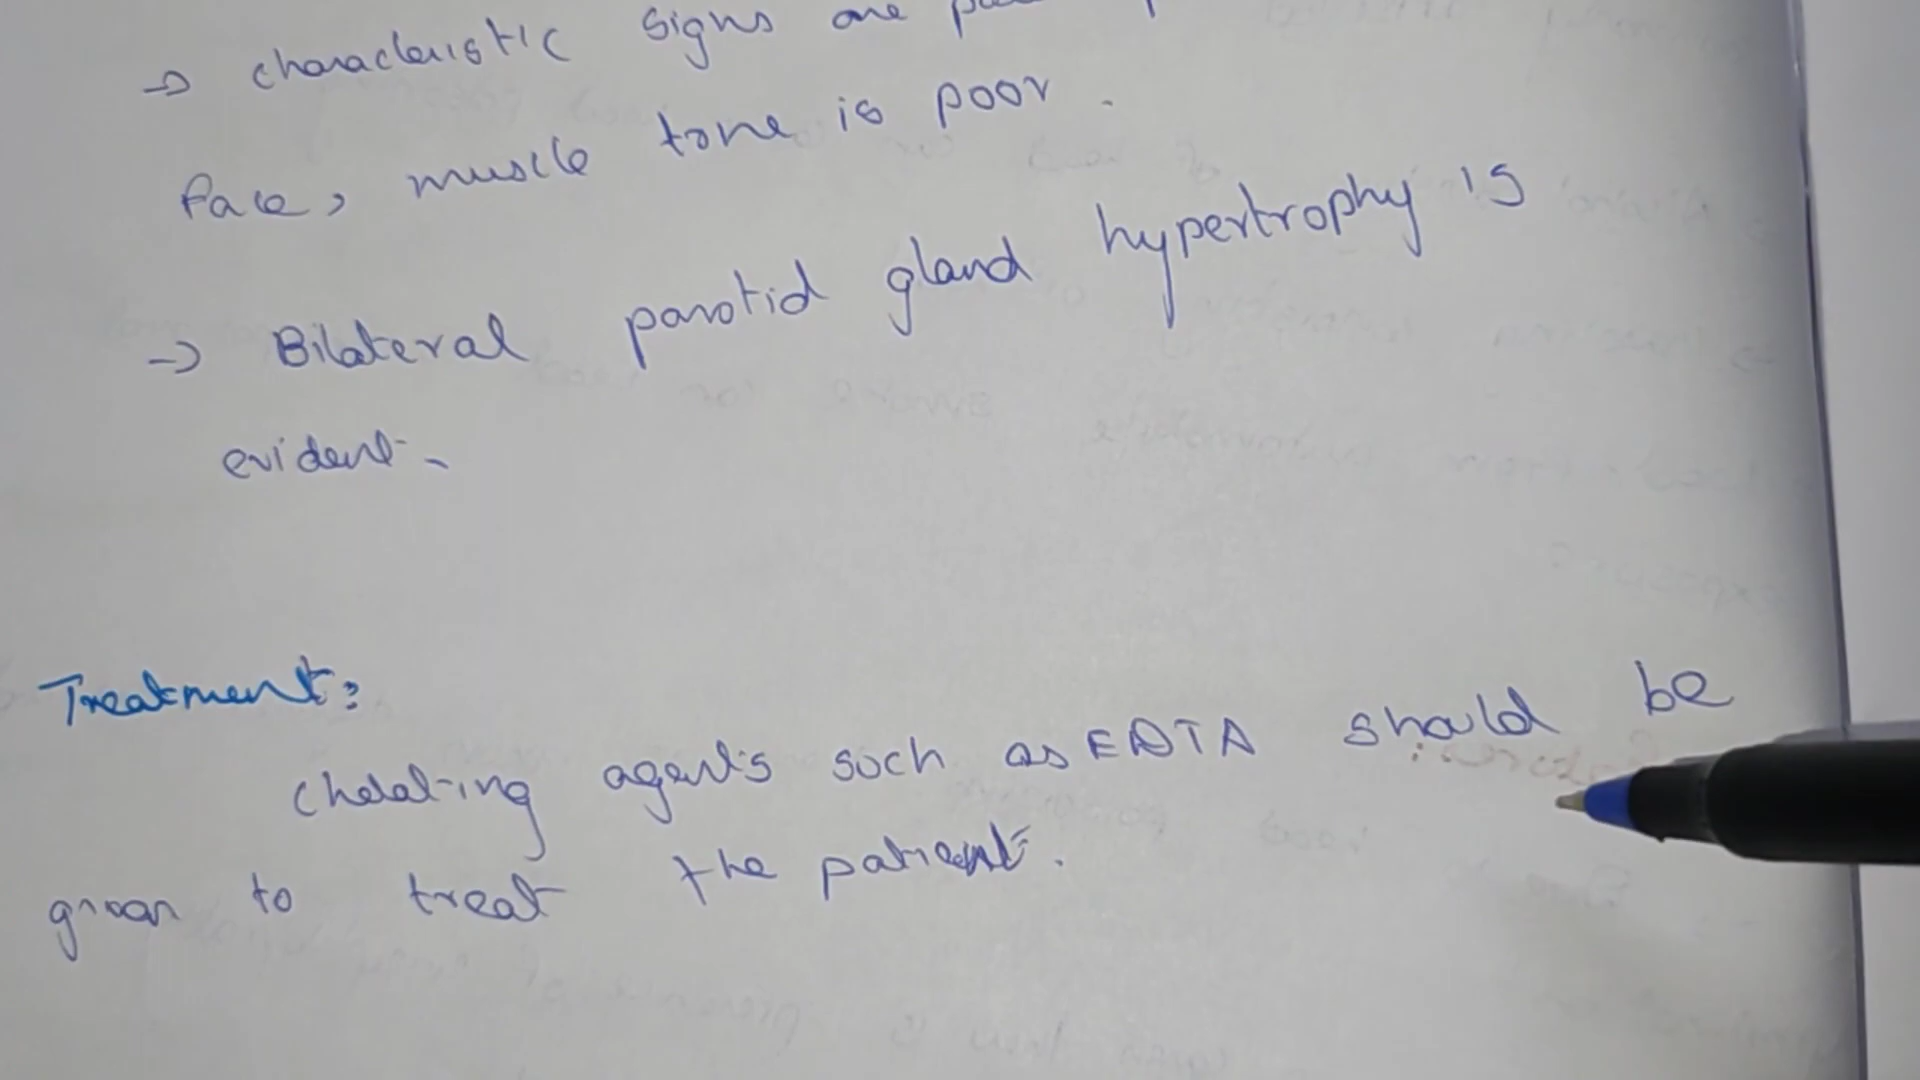 → characteristic signs are
face, muscle tone is poor.
→ Bilateral parotid gland hypertrophy is
evident.
Treatment:
chelating agents such as EDTA should be
given to treat the patient.